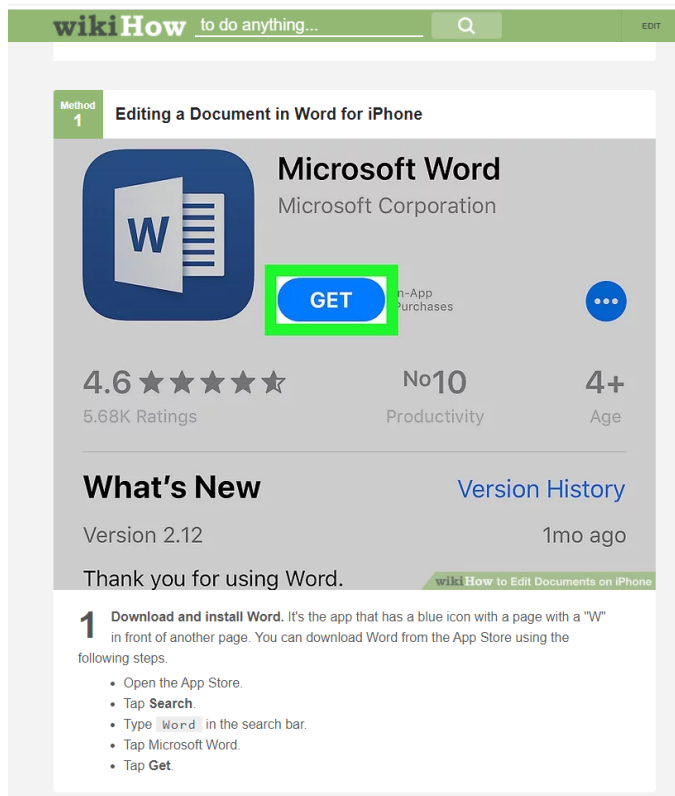 wikiHow to do anything... EDIT
Method
1
Editing a Document in Word for iPhone
Microsoft Word
Microsoft Corporation
W
GET
n-App
Purchases
4.6
No10
4+
5.68K Ratings
Productivity
Age
What's New
Version History
Version 2.12
1mo ago
Thank you for using Word.
wikiHow to Edit Documents on iPhone
1 Download and install Word. It's the app that has a blue icon with a page with a "W"
in front of another page. You can download Word from the App Store using the
following steps.
• Open the App Store.
• Tap Search.
• Type Word in the search bar.
• Tap Microsoft Word.
• Tap Get.